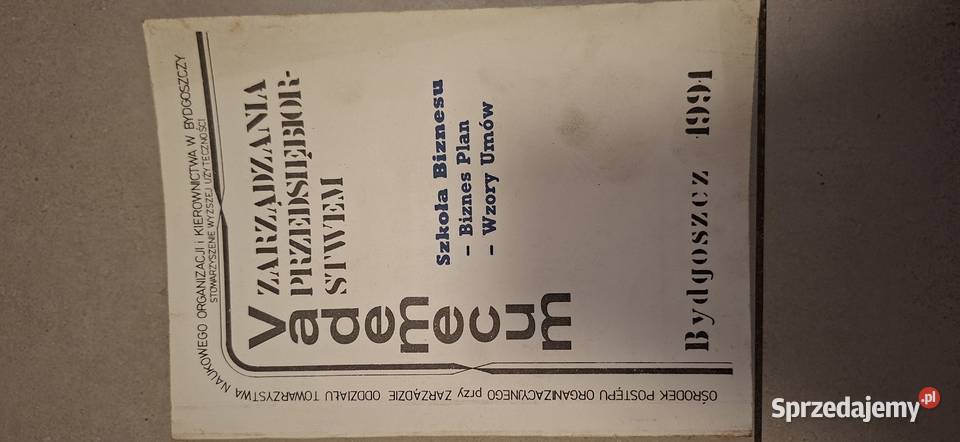 OŚRODEK POSTĘPU ORGANIZACYJNEGO przy ZARZĄDZIE ODDZIAŁU TOWARZYSTWA NAUKOWEGO ORGANIZACJI i KIEROWNICTWA W BYDGOSZCZY
STOWARZYSZENIE WYŻSZEJ UŻYTECZNOŚCI
Vademecum
ZARZĄDZANIA
PRZEDSIĘBIOR-
STWEM
Szkoła Biznesu
- Biznes Plan
- Wzory Umów
Bydgoszcz 1991
Sprzedajemy.pl